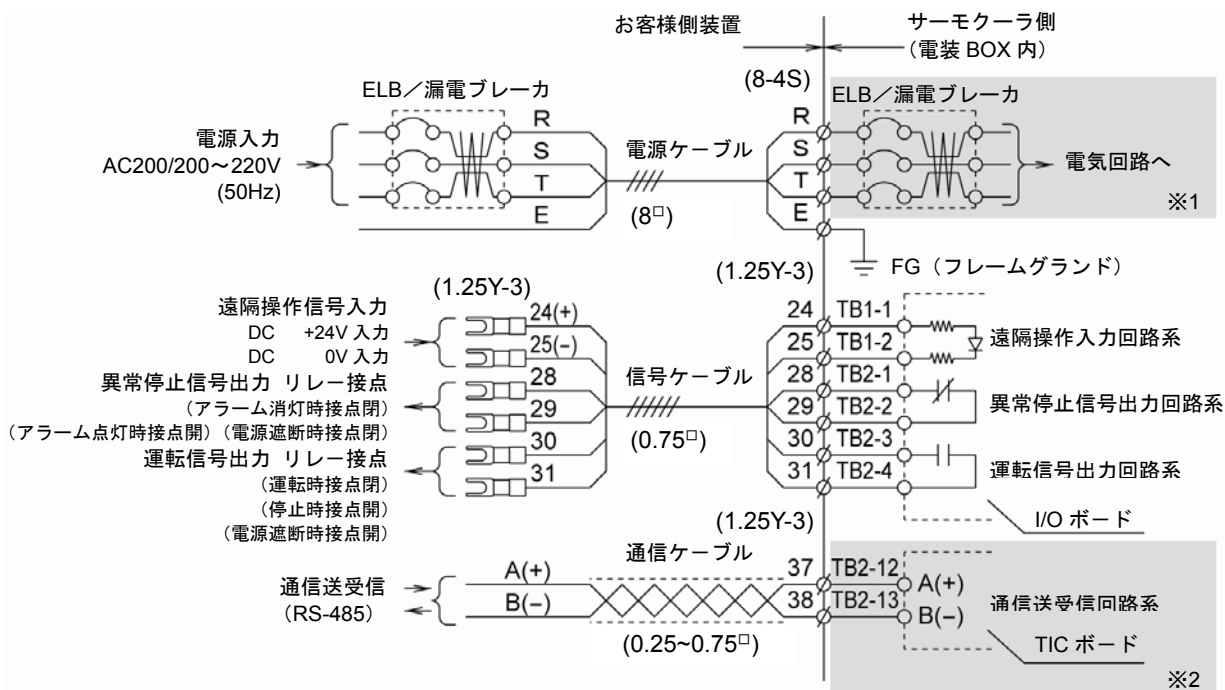 お客様側装置
サーモクーラ側
（電装 BOX 内）
(8-4S)
ELB／漏電ブレーカ
ELB／漏電ブレーカ
電源入力
AC200/200～220V
(50Hz)
R
S
T
E
電源ケーブル
(8□)
R
S
T
E
電気回路へ
※1
FG（フレームグランド）
(1.25Y-3)
(1.25Y-3)
遠隔操作信号入力
DC +24V 入力
DC 0V 入力
異常停止信号出力 リレー接点
（アラーム消灯時接点閉）
（アラーム点灯時接点開）（電源遮断時接点閉）
運転信号出力 リレー接点
（運転時接点閉）
（停止時接点開）
（電源遮断時接点開）
24(+)
25(−)
28
29
30
31
信号ケーブル
(0.75□)
24 TB1-1
25 TB1-2
28 TB2-1
29 TB2-2
30 TB2-3
31 TB2-4
遠隔操作入力回路系
異常停止信号出力回路系
運転信号出力回路系
I/O ボード
(1.25Y-3)
通信送受信
(RS-485)
A(+)
B(−)
通信ケーブル
(0.25~0.75□)
37 TB2-12
38 TB2-13
A(+)
B(−)
通信送受信回路系
TIC ボード
※2